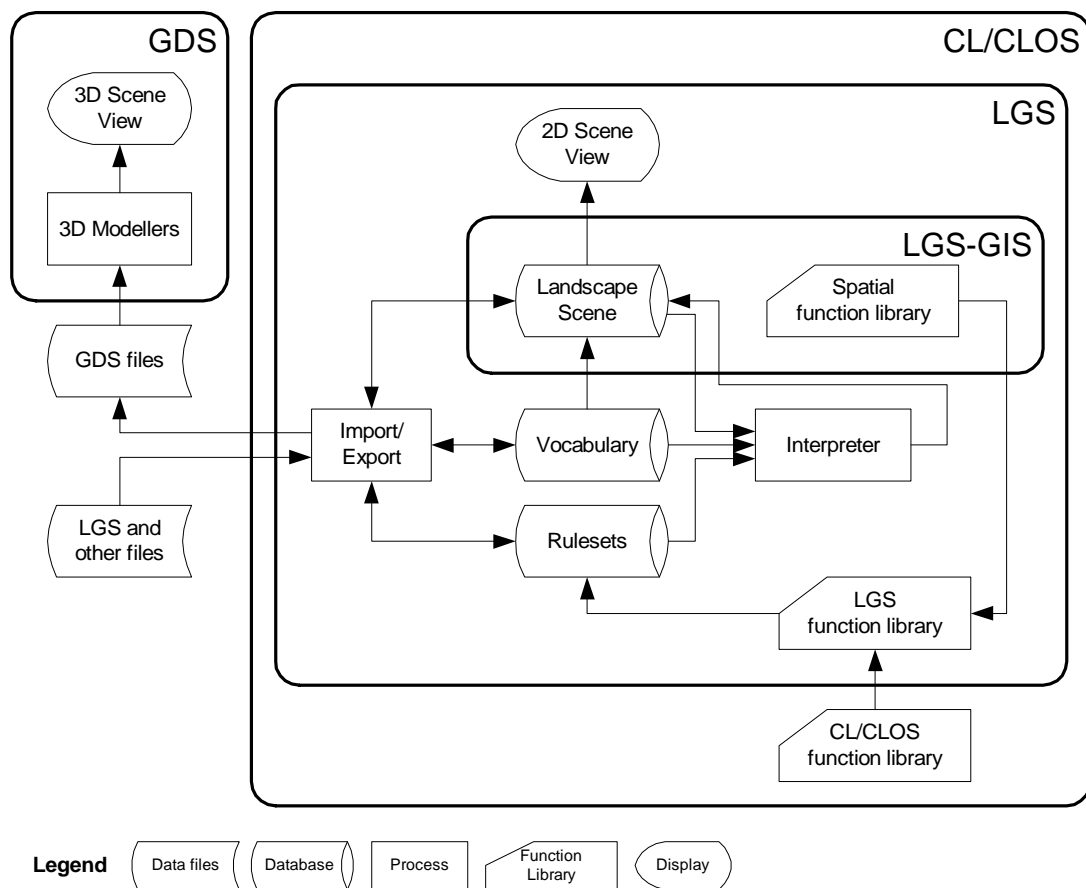 GDS
CL/CLOS
3D Scene
View
LGS
2D Scene
View
3D Modellers
LGS-GIS
Landscape
Scene
Spatial
function library
GDS files
Import/
Export
Vocabulary
Interpreter
LGS and
other files
Rulesets
LGS
function library
CL/CLOS
function library
Legend
Data files
Database
Process
Function
Library
Display